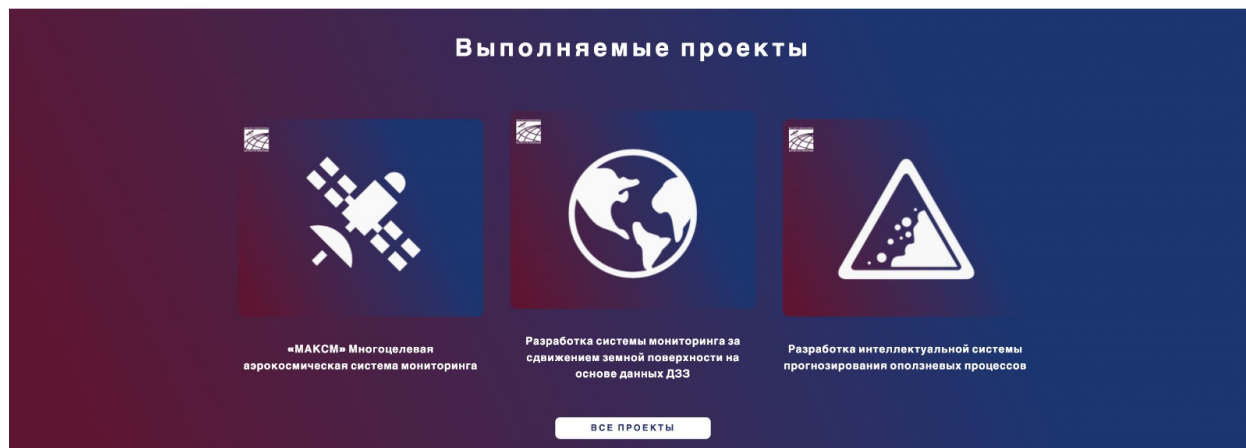 Выполняемые проекты
«МАКСМ» Многоцелевая
аэрокосмическая система мониторинга
Разработка системы мониторинга за
сдвижением земной поверхности на
основе данных ДЗЗ
Разработка интеллектуальной системы
прогнозирования оползневых процессов
ВСЕ ПРОЕКТЫ